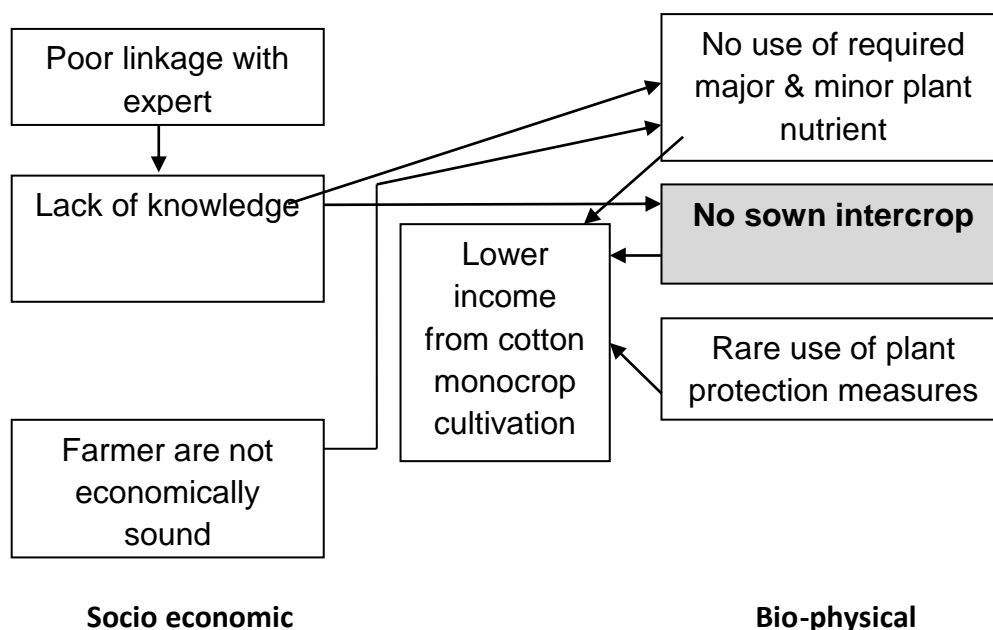 Poor linkage with
expert
Lack of knowledge
Farmer are not
economically
sound
Lower
income
from cotton
monocrop
cultivation
No use of required
major & minor plant
nutrient
No sown intercrop
Rare use of plant
protection measures
Socio economic
Bio-physical